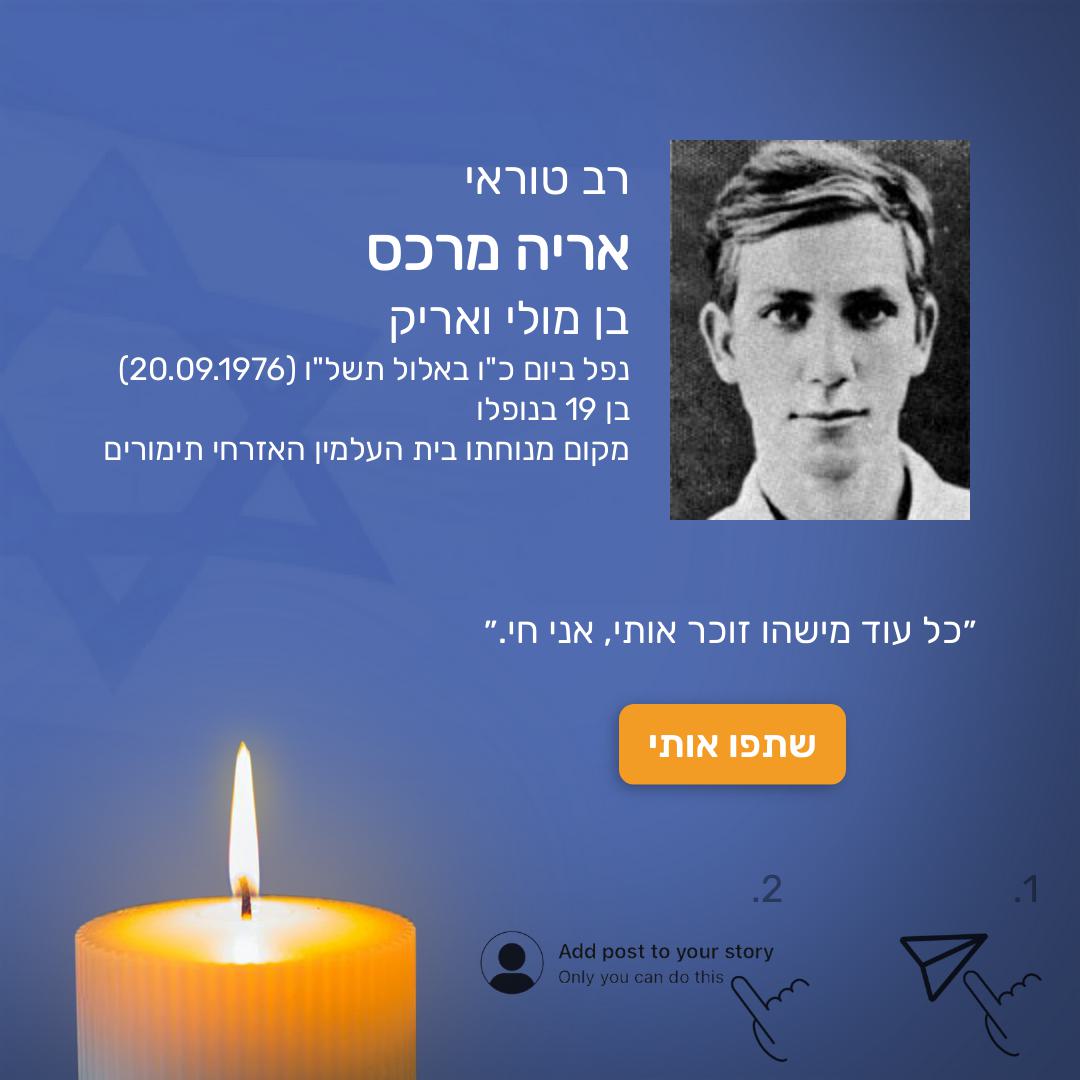 רב טוראי
אריה מרכס
בן מולי ואריק
נפל ביום כ"ו באלול תשל"ו (20.09.1976)
בן 19 בנופלו
מקום מנוחתו בית העלמין האזרחי תימורים
״כל עוד מישהו זוכר אותי, אני חי.״
שתפו אותי
1.
2.
Add post to your story
Only you can do this